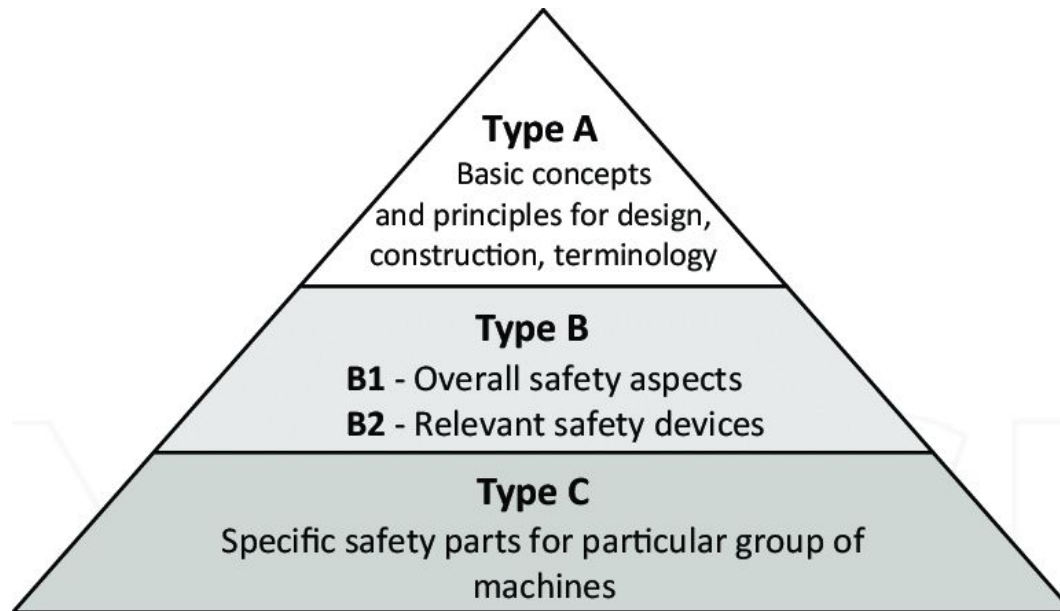 Type A
Basic concepts
and principles for design,
construction, terminology
Type B
B1 - Overall safety aspects
B2 - Relevant safety devices
Type C
Specific safety parts for particular group of
machines